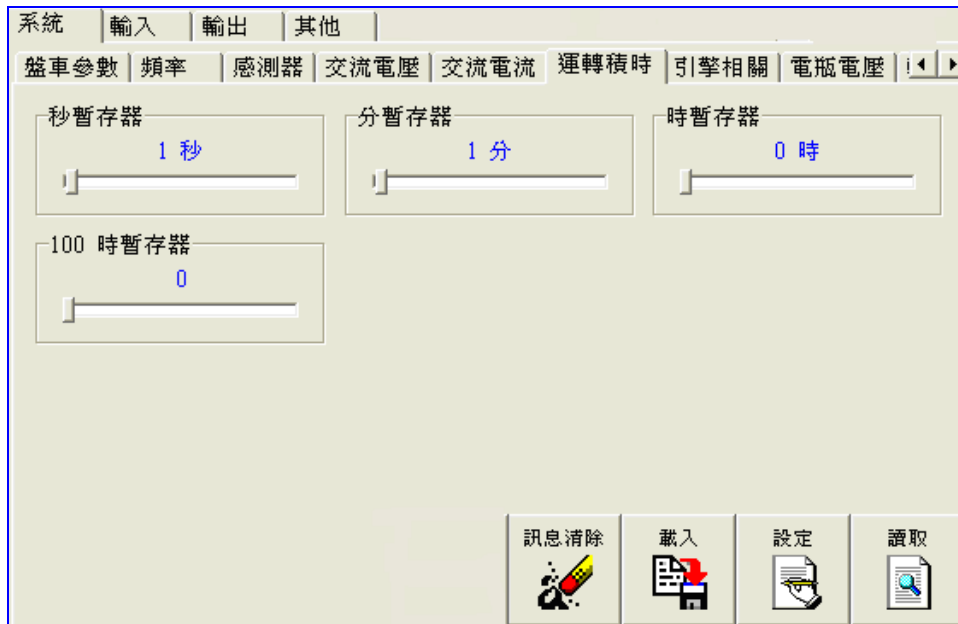 系統 輸入 輸出 其他
盤車參數 頻率 感測器 交流電壓 交流電流 運轉積時 引擎相關 電瓶電壓
秒暫存器 分暫存器 時暫存器
1 秒 1 分 0 時
100 時暫存器
0
訊息清除 載入 設定 讀取